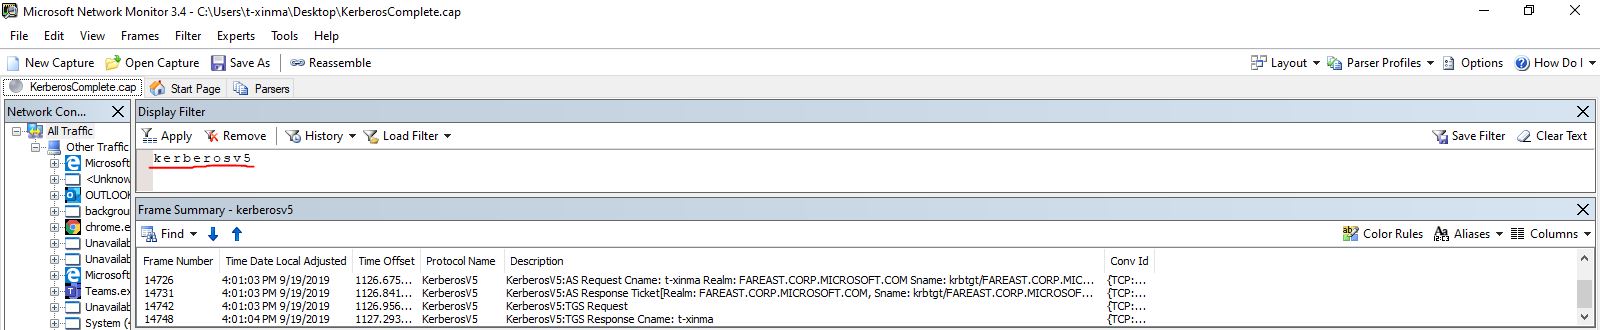 Microsoft Network Monitor 3.4 - C:\Users\t-xinma\Desktop\KerberosComplete.cap
File Edit View Frames Filter Experts Tools Help
New Capture Open Capture Save As Reassemble Layout Parser Profiles Options How Do I
KerberosComplete.cap Start Page Parsers
Network Con... Display Filter
All Traffic
Other Traffic
Microsoft
<Unknow
OUTLOOK
backgrou
chrome.e
Unavailab
Unavailab
Microsoft
Teams.ex
Unavailab
System (
Apply Remove History Load Filter Save Filter Clear Text
kerberosv5
Frame Summary - kerberosv5
Find Color Rules Aliases Columns
Frame Number Time Date Local Adjusted Time Offset Protocol Name Description Conv Id
14726 4:01:03 PM 9/19/2019 1126.675... KerberosV5 KerberosV5:AS Request Cname: t-xinma Realm: FAREAST.CORP.MICROSOFT.COM Sname: krbtgt/FAREAST.CORP.MIC... {TCP:...
14731 4:01:03 PM 9/19/2019 1126.841... KerberosV5 KerberosV5:AS Response Ticket[Realm: FAREAST.CORP.MICROSOFT.COM, Sname: krbtgt/FAREAST.CORP.MICROSOF... {TCP:...
14742 4:01:03 PM 9/19/2019 1126.956... KerberosV5 KerberosV5:TGS Request {TCP:...
14748 4:01:04 PM 9/19/2019 1127.293... KerberosV5 KerberosV5:TGS Response Cname: t-xinma {TCP:...